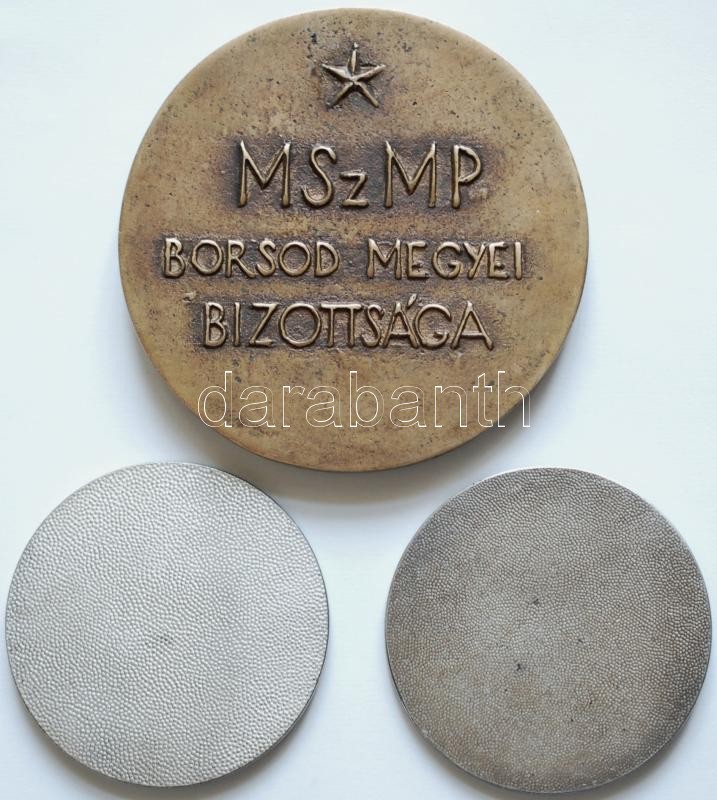 MSzMP
BORSOD MEGYEI
BIZOTTSÁGA
darabanth